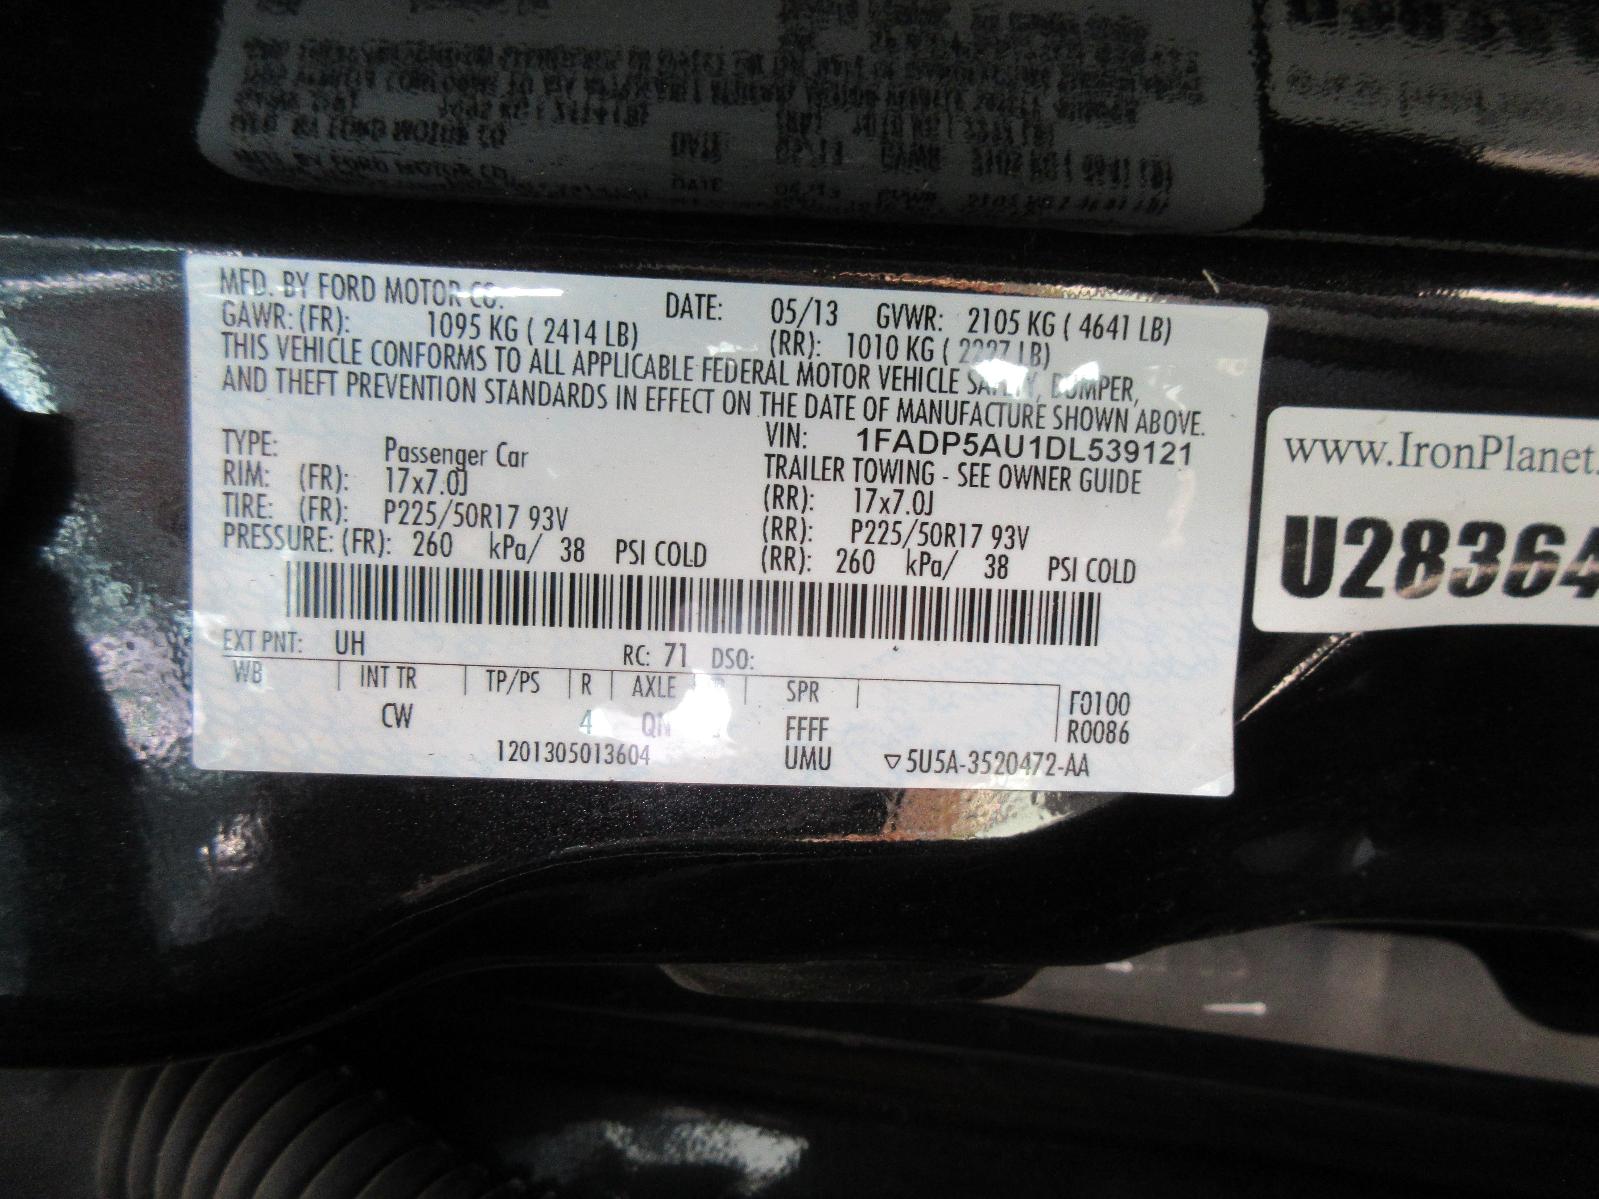 MFD. BY FORD MOTOR CO. DATE: 05/13 GVWR: 2105 KG ( 4641 LB)
GAWR: (FR): 1095 KG ( 2414 LB) (RR): 1010 KG ( 2227 LB)
THIS VEHICLE CONFORMS TO ALL APPLICABLE FEDERAL MOTOR VEHICLE SAFETY, BUMPER,
AND THEFT PREVENTION STANDARDS IN EFFECT ON THE DATE OF MANUFACTURE SHOWN ABOVE.
VIN: 1FADP5AU1DL539121
TYPE: Passenger Car TRAILER TOWING - SEE OWNER GUIDE
RIM: (FR): 17x7.0J (RR): 17x7.0J
TIRE: (FR): P225/50R17 93V (RR): P225/50R17 93V
PRESSURE: (FR): 260 kPa/ 38 PSI COLD (RR): 260 kPa/ 38 PSI COLD
EXT PNT: UH RC: 71 DSO:
WB INT TR TP/PS R AXLE SPR F0100
CW 4 FFFF R0086
1201305013604 UMU ▽5U5A-3520472-AA
www.IronPlanet.
U28364